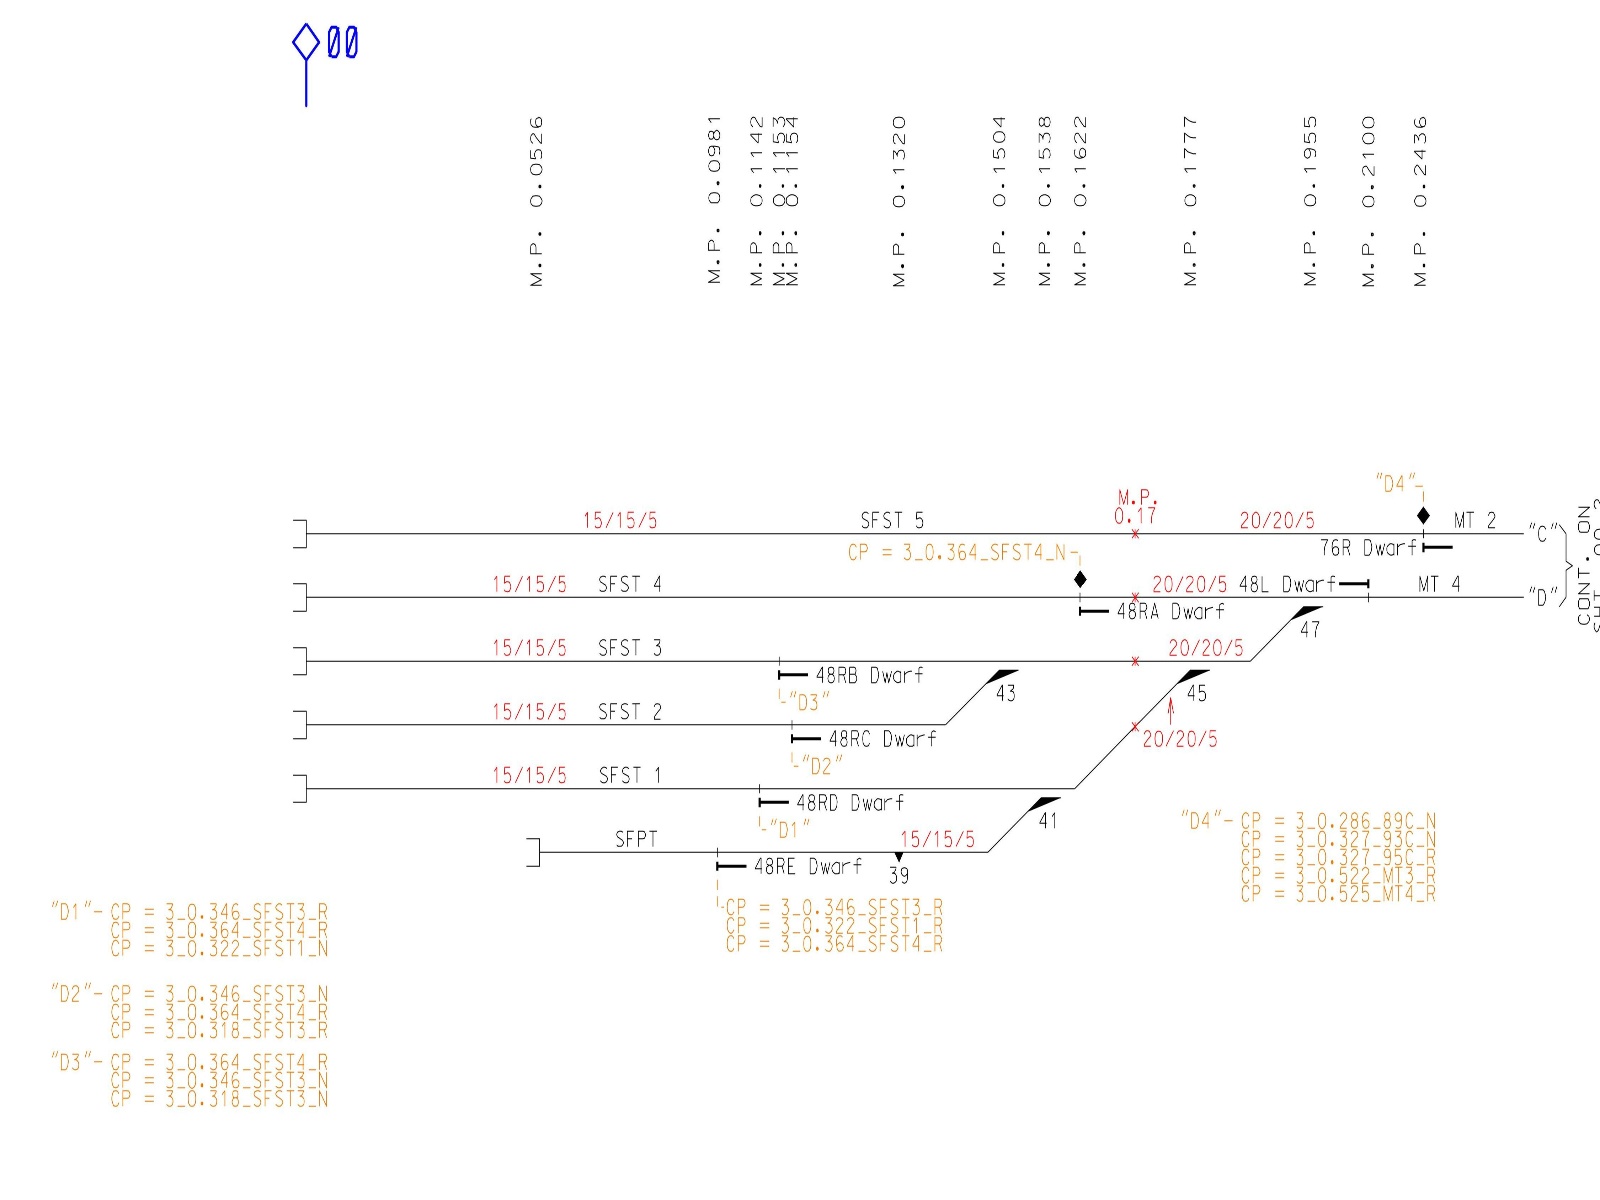 00
M.P. 0.0526
M.P. 0.0981
M.P. 0.1142
M.P. 0.1153
M.P. 0.1154
M.P. 0.1320
M.P. 0.1504
M.P. 0.1538
M.P. 0.1622
M.P. 0.1777
M.P. 0.1955
M.P. 0.2100
M.P. 0.2436
"D4"
M.P.
0.17
15/15/5 SFST 5 20/20/5 MT 2 "C"
CP = 3_0.364_SFST4_N 76R Dwarf
CONT. ON
15/15/5 SFST 4 20/20/5 48L Dwarf MT 4 "D"
48RA Dwarf 47
15/15/5 SFST 3 20/20/5
48RB Dwarf 43 45
"D3"
15/15/5 SFST 2
48RC Dwarf 20/20/5
"D2"
15/15/5 SFST 1
48RD Dwarf 41
"D1"
SFPT 15/15/5
48RE Dwarf 39
"D4"- CP = 3_0.286_89C_N
CP = 3_0.327_93C_N
CP = 3_0.327_95C_R
CP = 3_0.522_MT3_R
CP = 3_0.525_MT4_R
CP = 3_0.346_SFST3_R
CP = 3_0.322_SFST1_R
CP = 3_0.364_SFST4_R
"D1"- CP = 3_0.346_SFST3_R
CP = 3_0.364_SFST4_R
CP = 3_0.322_SFST1_N
"D2"- CP = 3_0.346_SFST3_N
CP = 3_0.364_SFST4_R
CP = 3_0.318_SFST3_R
"D3"- CP = 3_0.364_SFST4_R
CP = 3_0.346_SFST3_N
CP = 3_0.318_SFST3_N